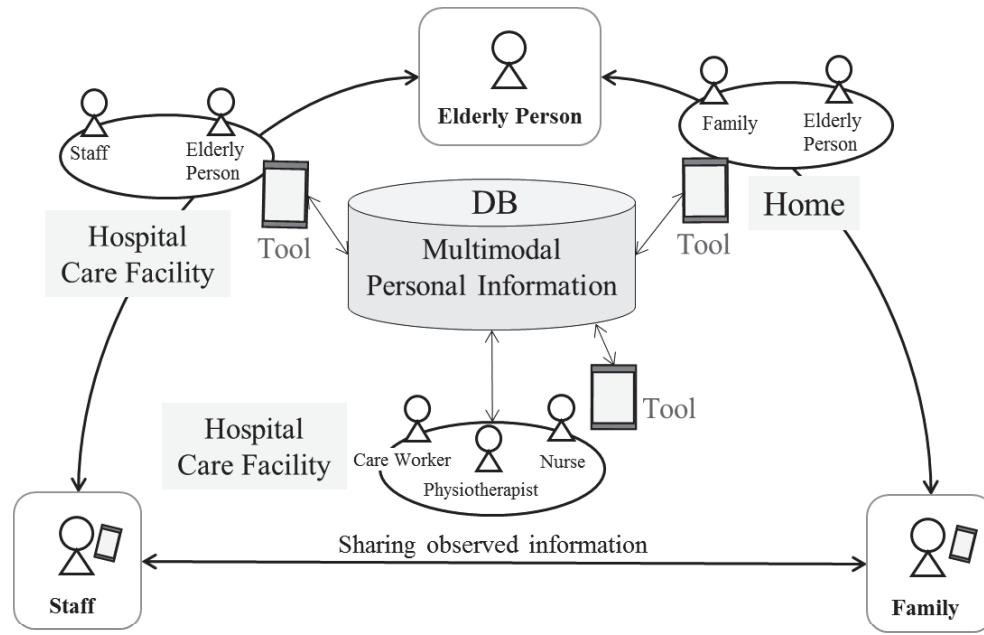 Elderly Person
Staff
Elderly
Person
Family
Elderly
Person
Hospital
Care Facility
Tool
DB
Multimodal
Personal Information
Tool
Home
Tool
Hospital
Care Facility
Care Worker
Nurse
Physiotherapist
Sharing observed information
Staff
Family